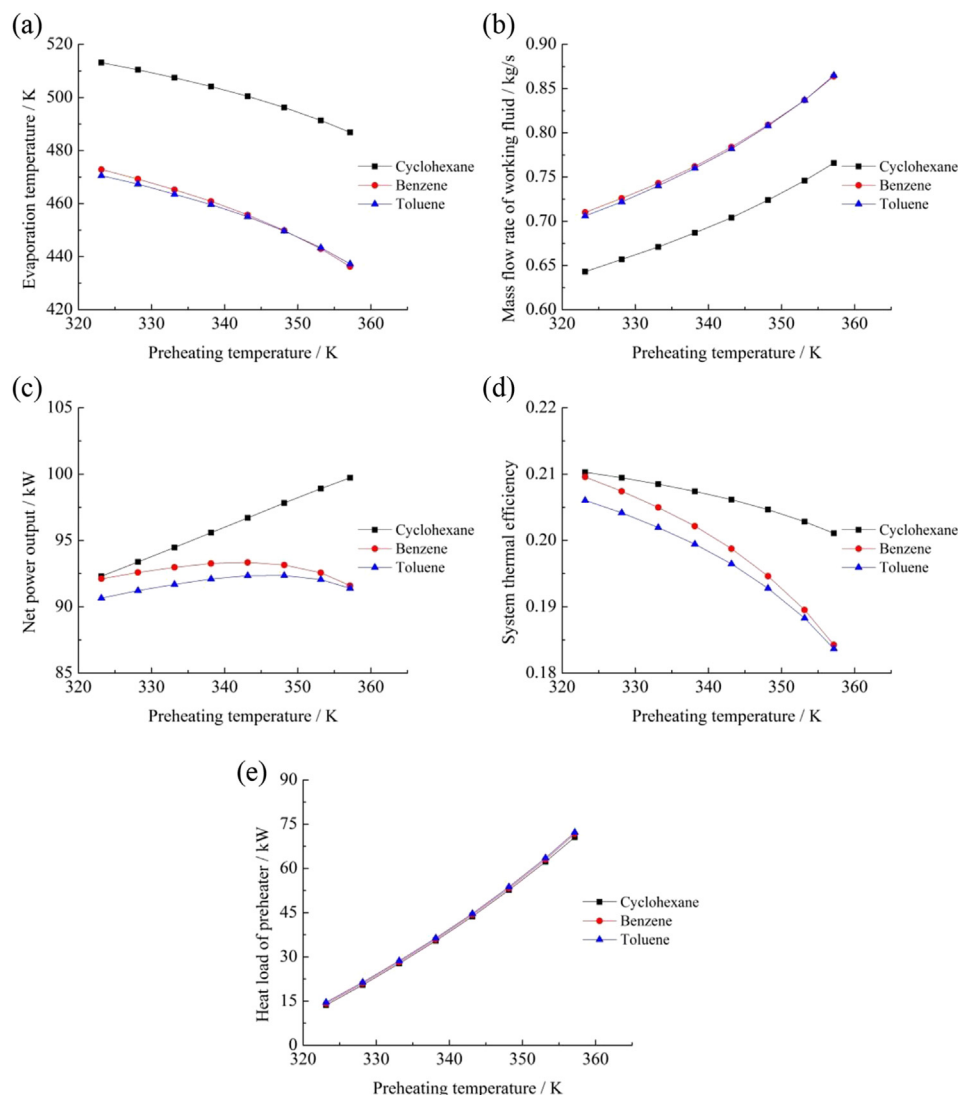 (a)
520
500
480
460
440
420
320 330 340 350 360
Evaporation temperature / K
Preheating temperature / K
Cyclohexane
Benzene
Toluene
(b)
0.90
0.85
0.80
0.75
0.70
0.65
0.60
320 330 340 350 360
Mass flow rate of working fluid / kg/s
Preheating temperature / K
Cyclohexane
Benzene
Toluene
(c)
105
100
95
90
85
320 330 340 350 360
Net power output / kW
Preheating temperature / K
Cyclohexane
Benzene
Toluene
(d)
0.22
0.21
0.20
0.19
0.18
320 330 340 350 360
System thermal efficiency
Preheating temperature / K
Cyclohexane
Benzene
Toluene
(e)
90
75
60
45
30
15
0
320 330 340 350 360
Heat load of preheater / kW
Preheating temperature / K
Cyclohexane
Benzene
Toluene